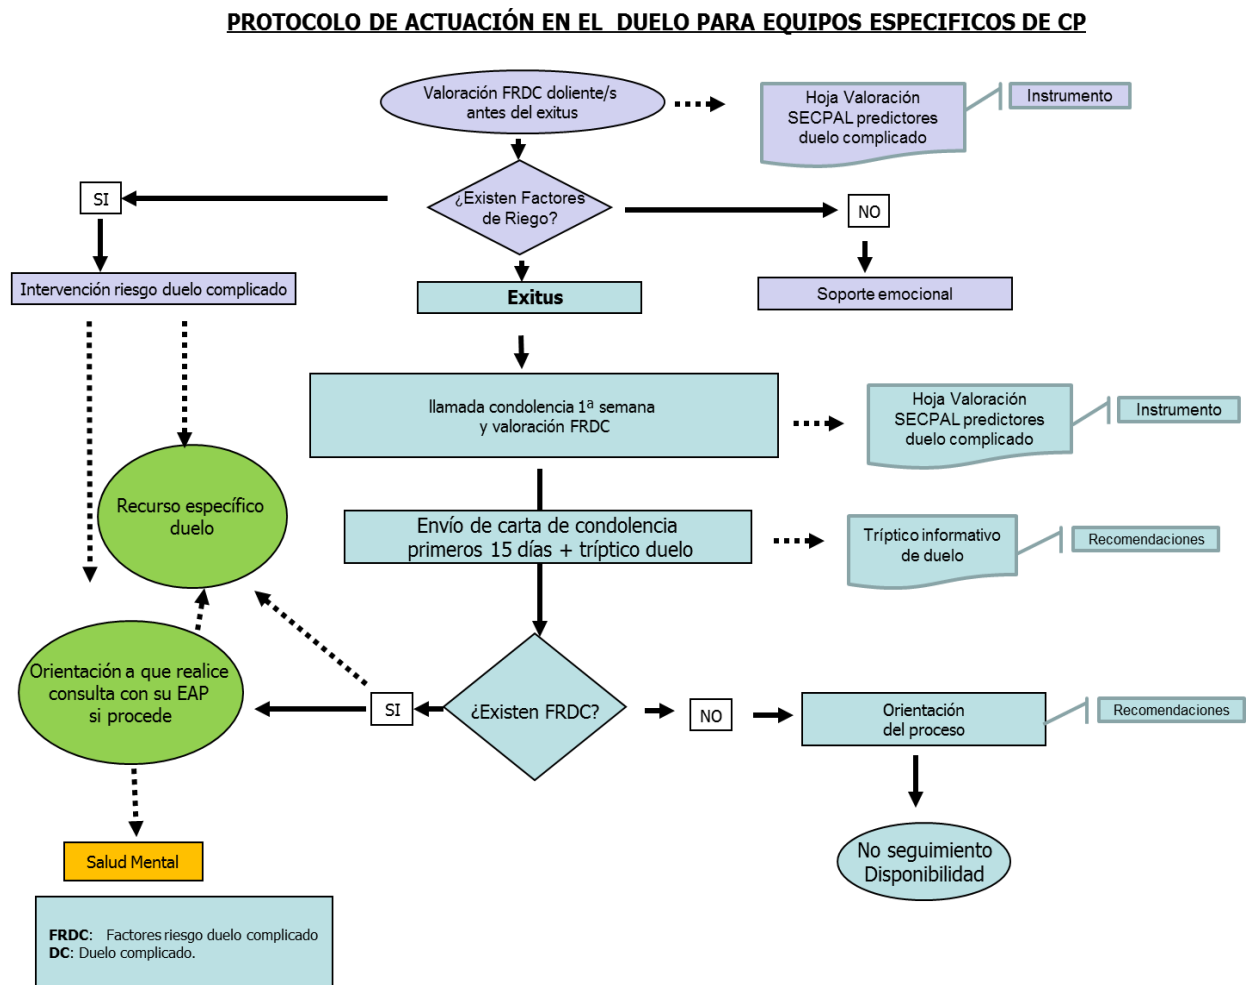 PROTOCOLO DE ACTUACIÓN EN EL DUELO PARA EQUIPOS ESPECIFICOS DE CP
Valoración FRDC doliente/s
antes del exitus
Hoja Valoración
SECPAL predictores
duelo complicado
Instrumento
SI
¿Existen Factores
de Riego?
NO
Intervención riesgo duelo complicado
Exitus
Soporte emocional
llamada condolencia 1ª semana
y valoración FRDC
Hoja Valoración
SECPAL predictores
duelo complicado
Instrumento
Recurso específico
duelo
Envío de carta de condolencia
primeros 15 días + tríptico duelo
Tríptico informativo
de duelo
Recomendaciones
Orientación a que realice
consulta con su EAP
si procede
SI
¿Existen FRDC?
NO
Orientación
del proceso
Recomendaciones
Salud Mental
No seguimiento
Disponibilidad
FRDC: Factores riesgo duelo complicado
DC: Duelo complicado.